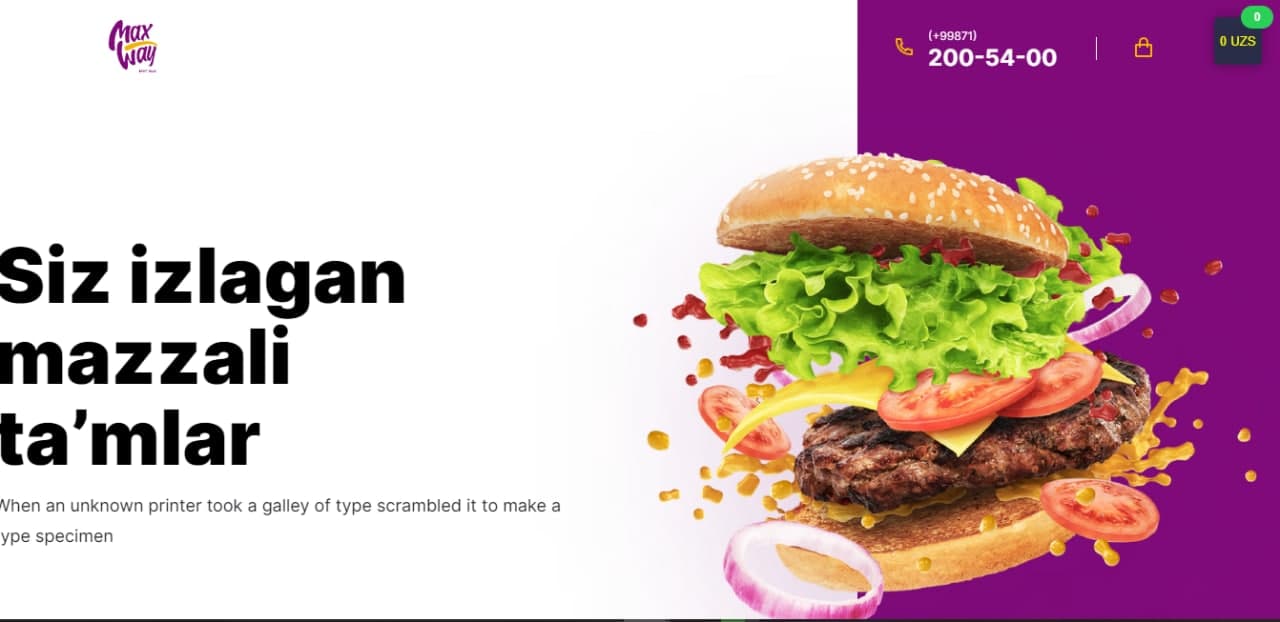 Max
Way
(+99871)
200-54-00
0
0 UZS
Siz izlagan
mazzali
ta’mlar
When an unknown printer took a galley of type scrambled it to make a
ype specimen